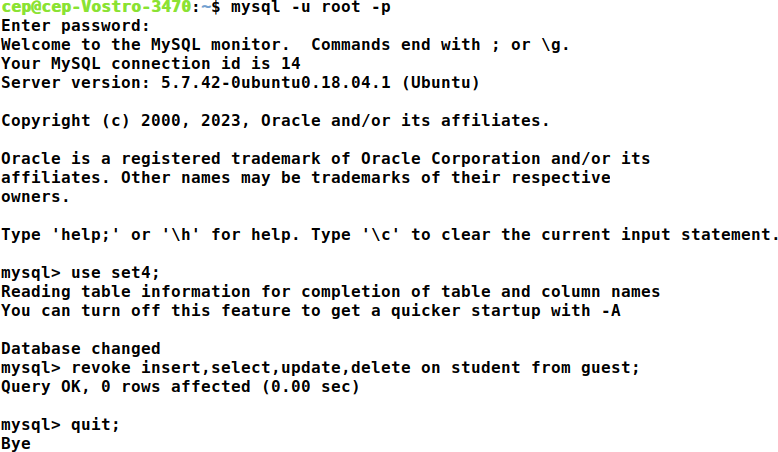 cep@cep-Vostro-3470:~$ mysql -u root -p
Enter password:
Welcome to the MySQL monitor.  Commands end with ; or \g.
Your MySQL connection id is 14
Server version: 5.7.42-0ubuntu0.18.04.1 (Ubuntu)

Copyright (c) 2000, 2023, Oracle and/or its affiliates.

Oracle is a registered trademark of Oracle Corporation and/or its
affiliates. Other names may be trademarks of their respective
owners.

Type 'help;' or '\h' for help. Type '\c' to clear the current input statement.

mysql> use set4;
Reading table information for completion of table and column names
You can turn off this feature to get a quicker startup with -A

Database changed
mysql> revoke insert,select,update,delete on student from guest;
Query OK, 0 rows affected (0.00 sec)

mysql> quit;
Bye